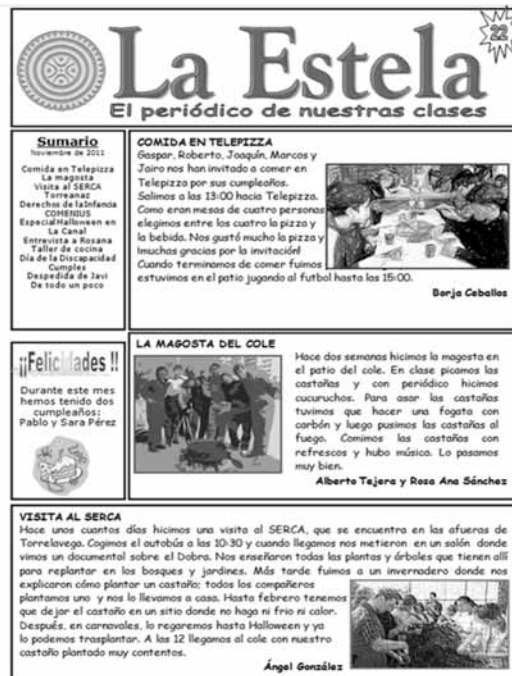 22
La Estela
El periódico de nuestras clases
Sumario
Noviembre de 2011
Comida en Telepizza
La magosta
Visita al SERCA
Torreanaz
Derechos de la Infancia
COMENIUS
Especial Halloween en
La Canal
Entrevista a Rosana
Taller de cocina
Día de la Discapacidad
Cumples
Despedida de Javi
De todo un poco
COMIDA EN TELEPIZZA
Gaspar, Roberto, Joaquín, Marcos y
Jairo nos han invitado a comer en
Telepizza por sus cumpleaños.
Salimos a las 13:00 hacia Telepizza.
Como eran mesas de cuatro personas
elegimos entre los cuatro la pizza y
la bebida. Nos gustó mucho la pizza y
¡muchas gracias por la invitación!
Cuando terminamos de comer fuimos
estuvimos en el patio jugando al futbol hasta las 15:00.
Borja Ceballos
¡¡Felicidades !!
Durante este mes
hemos tenido dos
cumpleaños:
Pablo y Sara Pérez
LA MAGOSTA DEL COLE
Hace dos semanas hicimos la magosta en
el patio del cole. En clase picamos las
castañas y con periódico hicimos
cucuruchos. Para asar las castañas
tuvimos que hacer una fogata con
carbón y luego pusimos las castañas al
fuego. Comimos las castañas con
refrescos y hubo música. Lo pasamos
muy bien.
Alberto Tejera y Rosa Ana Sánchez
VISITA AL SERCA
Hace unos cuantos días hicimos una visita al SERCA, que se encuentra en las afueras de
Torrelavega. Cogimos el autobús a las 10:30 y cuando llegamos nos metieron en un salón donde
vimos un documental sobre el Dobra. Nos enseñaron todas las plantas y árboles que tienen allí
para replantar en los bosques y jardines. Más tarde fuimos a un invernadero donde nos
explicaron cómo plantar un castaño; todos los compañeros
plantamos uno y nos lo llevamos a casa. Hasta febrero tenemos
que dejar el castaño en un sitio donde no haga ni frio ni calor.
Después, en carnavales, lo regaremos hasta Halloween y ya
lo podemos trasplantar. A las 12 llegamos al cole con nuestro
castaño plantado muy contentos.
Ángel González